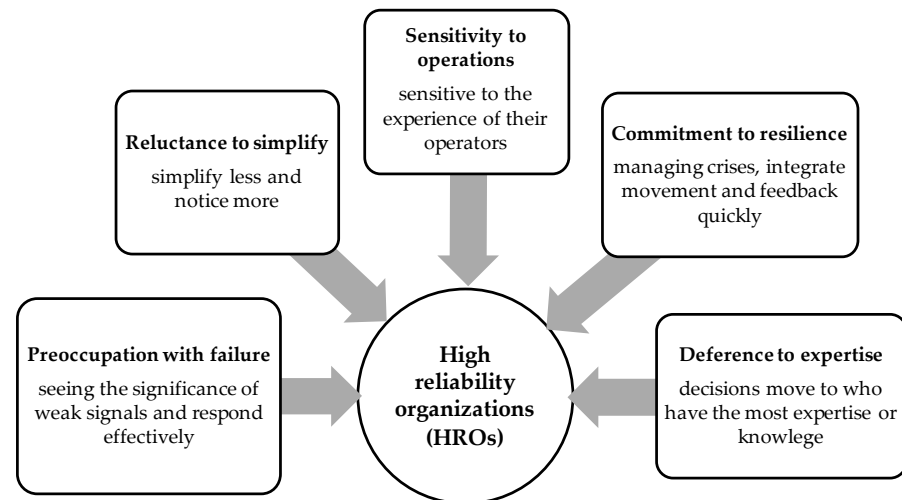 Sensitivity to
operations
sensitive to the
experience of their
operators
Reluctance to simplify
simplify less and
notice more
Commitment to resilience
managing crises, integrate
movement and feedback
quickly
Preoccupation with failure
seeing the significance of
weak signals and respond
effectively
High
reliability
organizations
(HROs)
Deference to expertise
decisions move to who
have the most expertise or
knowlege